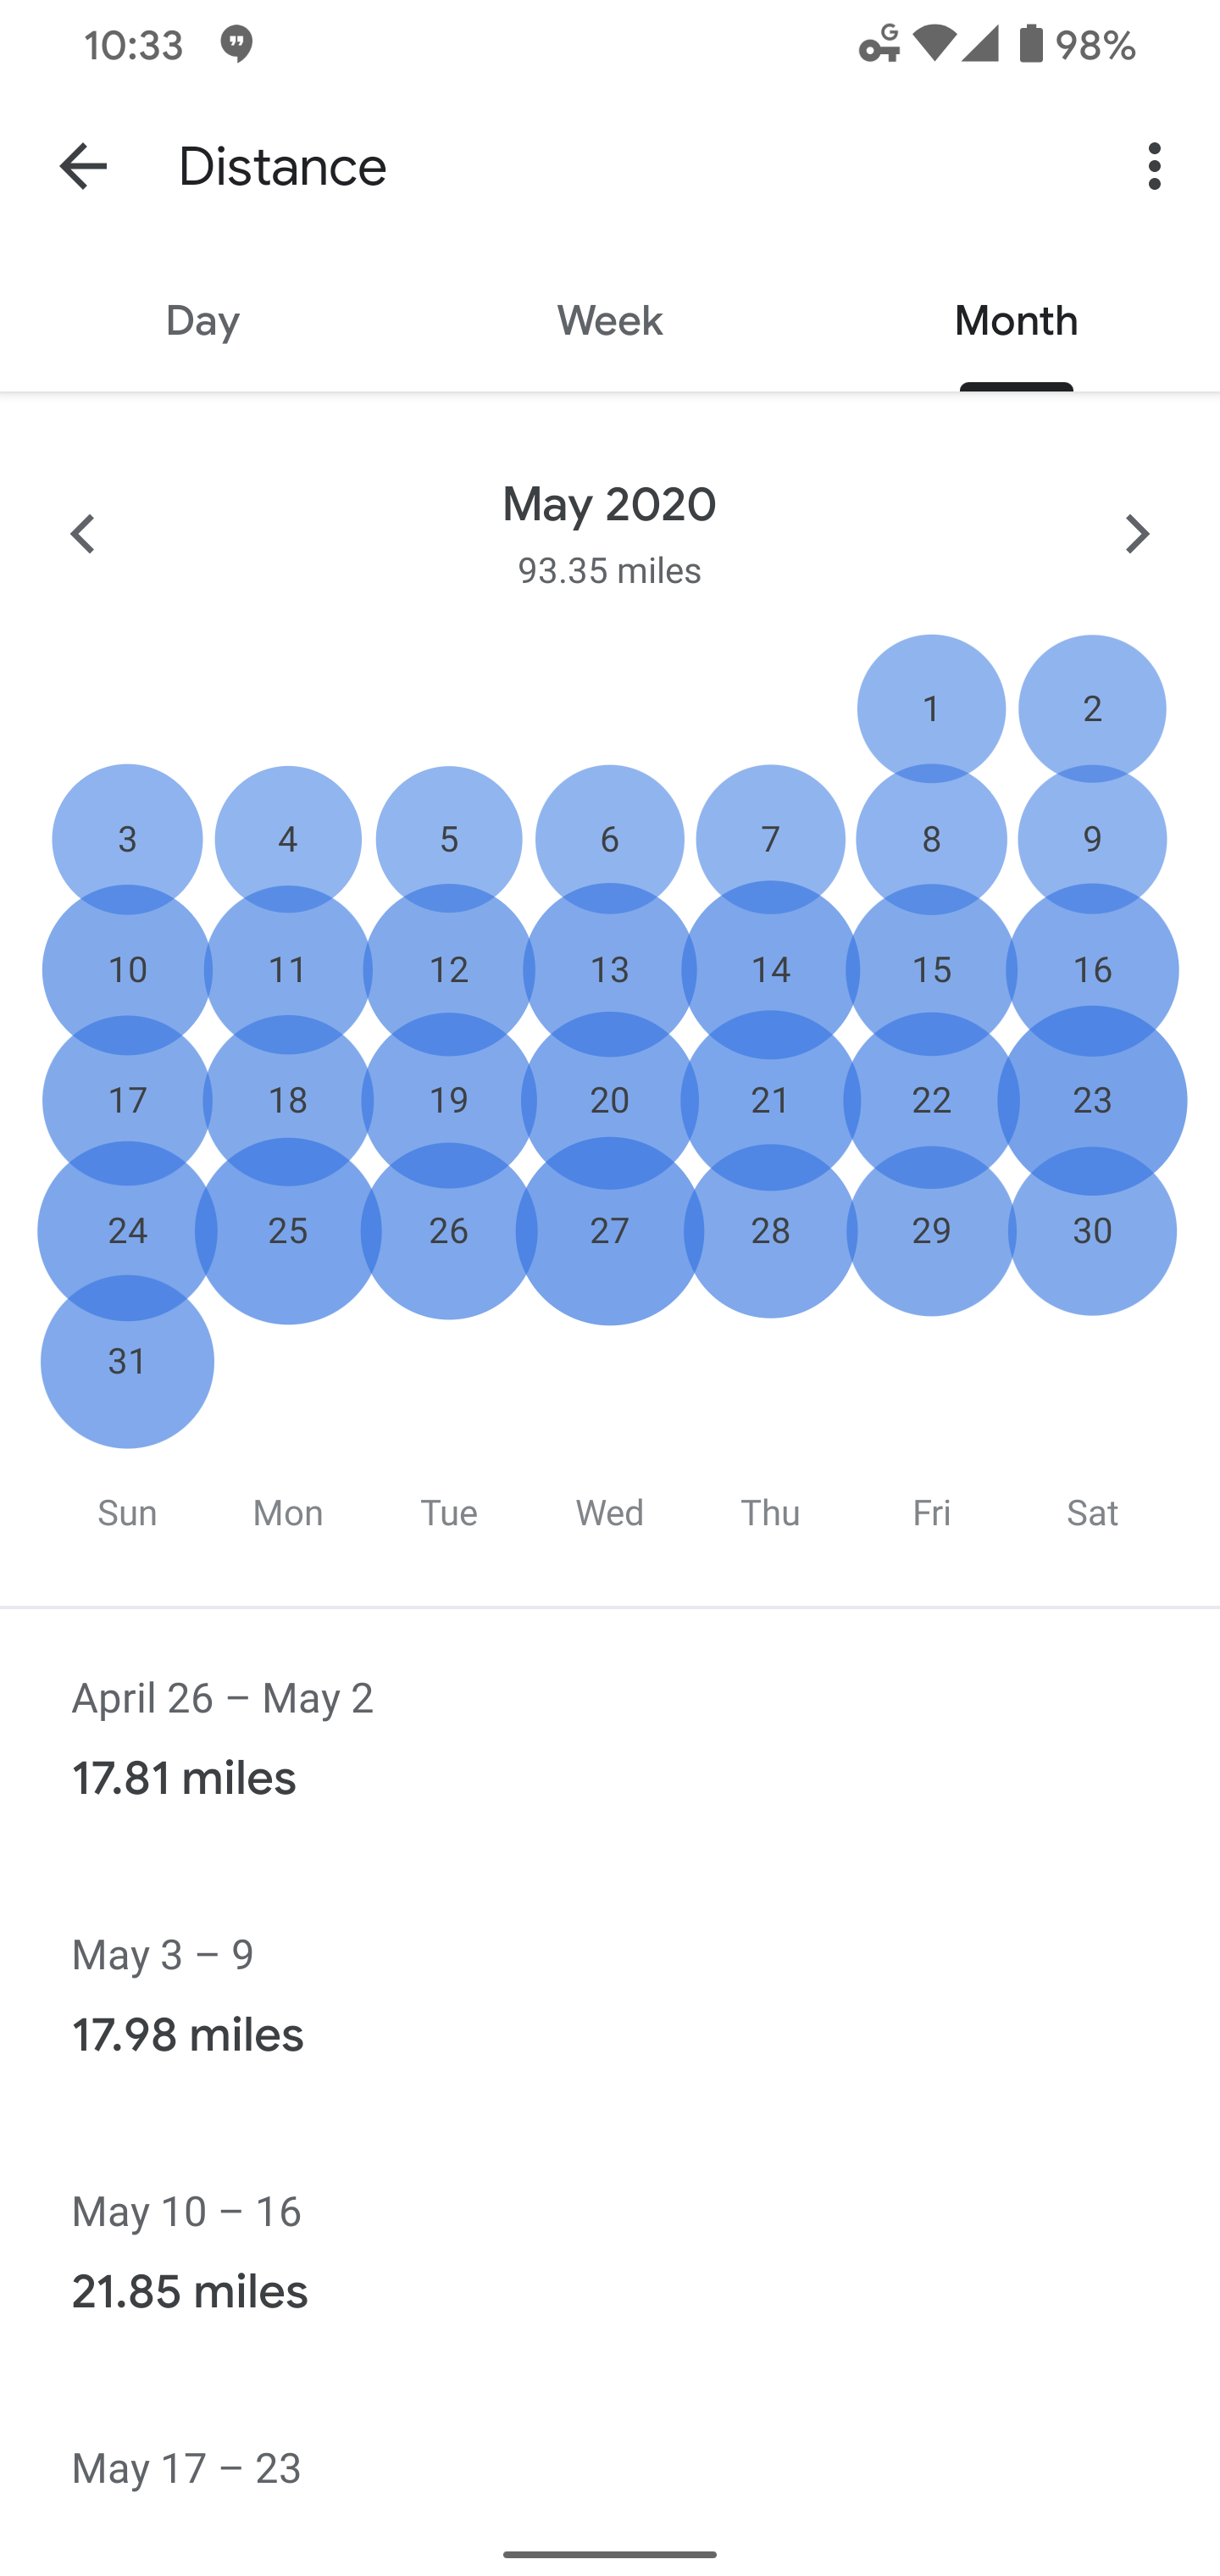 10:33 G 98%
Distance
Day Week Month
May 2020
93.35 miles
1 2
3 4 5 6 7 8 9
10 11 12 13 14 15 16
17 18 19 20 21 22 23
24 25 26 27 28 29 30
31
Sun Mon Tue Wed Thu Fri Sat
April 26 – May 2
17.81 miles
May 3 – 9
17.98 miles
May 10 – 16
21.85 miles
May 17 – 23